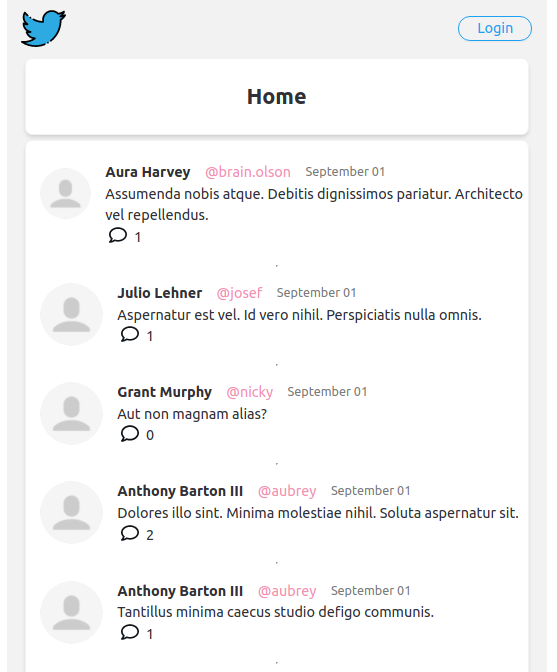 Login
Home
Aura Harvey @brain.olson September 01
Assumenda nobis atque. Debitis dignissimos pariatur. Architecto
vel repellendus.
1
.
Julio Lehner @josef September 01
Aspernatur est vel. Id vero nihil. Perspiciatis nulla omnis.
1
.
Grant Murphy @nicky September 01
Aut non magnam alias?
0
.
Anthony Barton III @aubrey September 01
Dolores illo sint. Minima molestiae nihil. Soluta aspernatur sit.
2
.
Anthony Barton III @aubrey September 01
Tantillus minima caecus studio defigo communis.
1
.